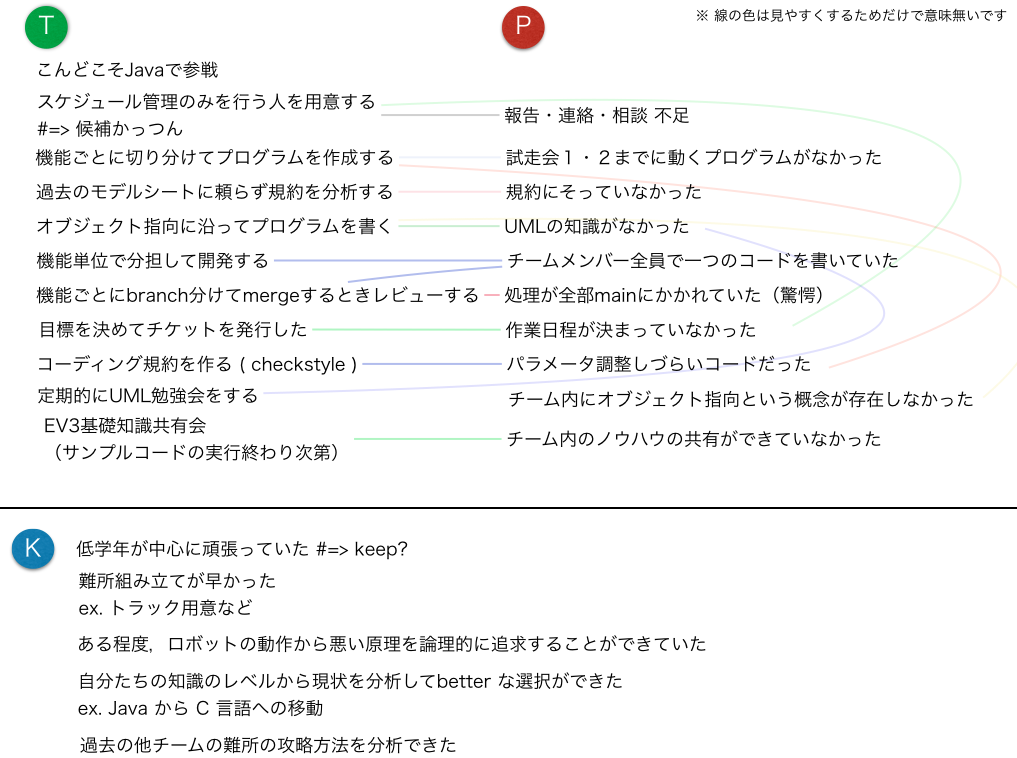 T
P
※ 線の色は見やすくするためだけで意味無いです
こんどこそJavaで参戦
スケジュール管理のみを行う人を用意する
#=> 候補かっつん
報告・連絡・相談 不足
機能ごとに切り分けてプログラムを作成する
試走会１・２までに動くプログラムがなかった
過去のモデルシートに頼らず規約を分析する
規約にそっていなかった
オブジェクト指向に沿ってプログラムを書く
UMLの知識がなかった
機能単位で分担して開発する
チームメンバー全員で一つのコードを書いていた
機能ごとにbranch分けてmergeするときレビューする
処理が全部mainにかかれていた（驚愕）
目標を決めてチケットを発行した
作業日程が決まっていなかった
コーディング規約を作る ( checkstyle )
パラメータ調整しづらいコードだった
定期的にUML勉強会をする
チーム内にオブジェクト指向という概念が存在しなかった
EV3基礎知識共有会
（サンプルコードの実行終わり次第）
チーム内のノウハウの共有ができていなかった
K
低学年が中心に頑張っていた #=> keep?
難所組み立てが早かった
ex. トラック用意など
ある程度，ロボットの動作から悪い原理を論理的に追求することができていた
自分たちの知識のレベルから現状を分析してbetter な選択ができた
ex. Java から C 言語への移動
過去の他チームの難所の攻略方法を分析できた